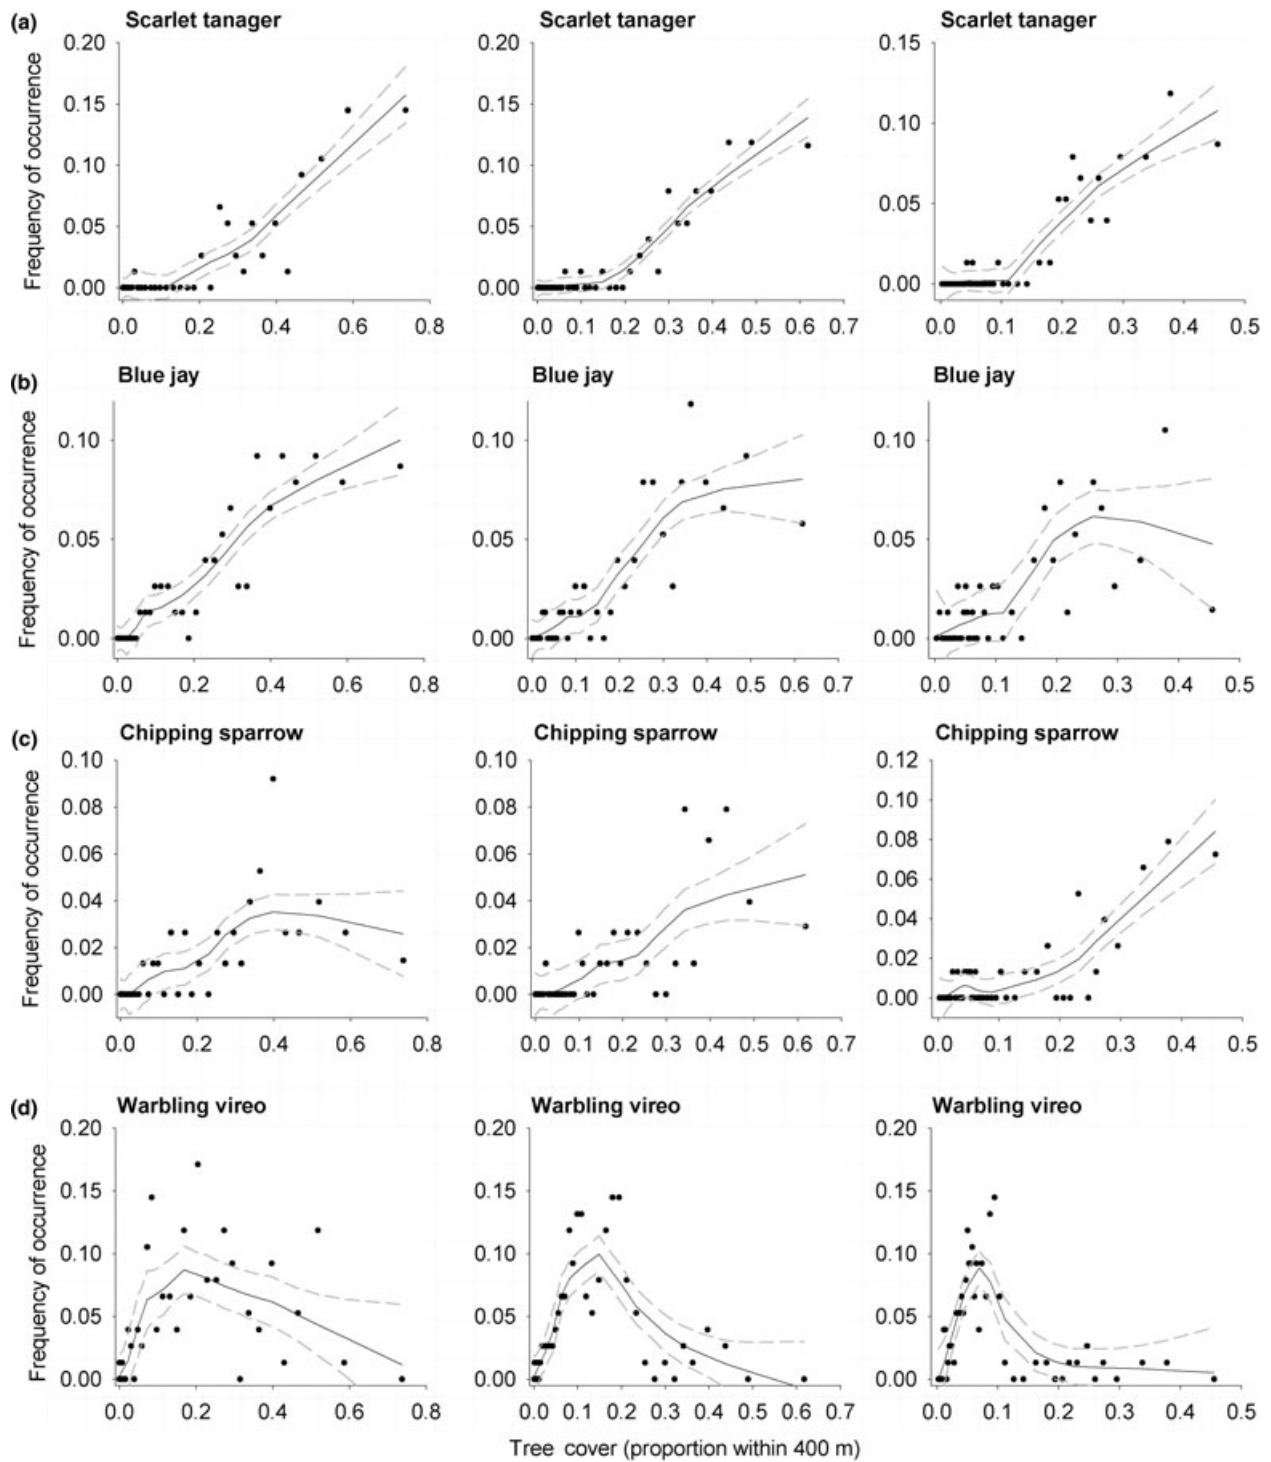 (a) Scarlet tanager Scarlet tanager Scarlet tanager
Frequency of occurrence
0.20 0.20 0.15
0.15 0.15
0.10
0.10 0.10
0.05
0.05 0.05
0.00 0.00 0.00
0.0 0.2 0.4 0.6 0.8 0.0 0.1 0.2 0.3 0.4 0.5 0.6 0.7 0.0 0.1 0.2 0.3 0.4 0.5
(b) Blue jay Blue jay Blue jay
Frequency of occurrence
0.10 0.10 0.10
0.05 0.05 0.05
0.00 0.00 0.00
0.0 0.2 0.4 0.6 0.8 0.0 0.1 0.2 0.3 0.4 0.5 0.6 0.7 0.0 0.1 0.2 0.3 0.4 0.5
(c) Chipping sparrow Chipping sparrow Chipping sparrow
Frequency of occurrence
0.10 0.10 0.12
0.10
0.08 0.08
0.08
0.06 0.06
0.06
0.04 0.04
0.04
0.02 0.02
0.02
0.00 0.00 0.00
0.0 0.2 0.4 0.6 0.8 0.0 0.1 0.2 0.3 0.4 0.5 0.6 0.7 0.0 0.1 0.2 0.3 0.4 0.5
(d) Warbling vireo Warbling vireo Warbling vireo
Frequency of occurrence
0.20 0.20 0.20
0.15 0.15 0.15
0.10 0.10 0.10
0.05 0.05 0.05
0.00 0.00 0.00
0.0 0.2 0.4 0.6 0.8 0.0 0.1 0.2 0.3 0.4 0.5 0.6 0.7 0.0 0.1 0.2 0.3 0.4 0.5
Tree cover (proportion within 400 m)